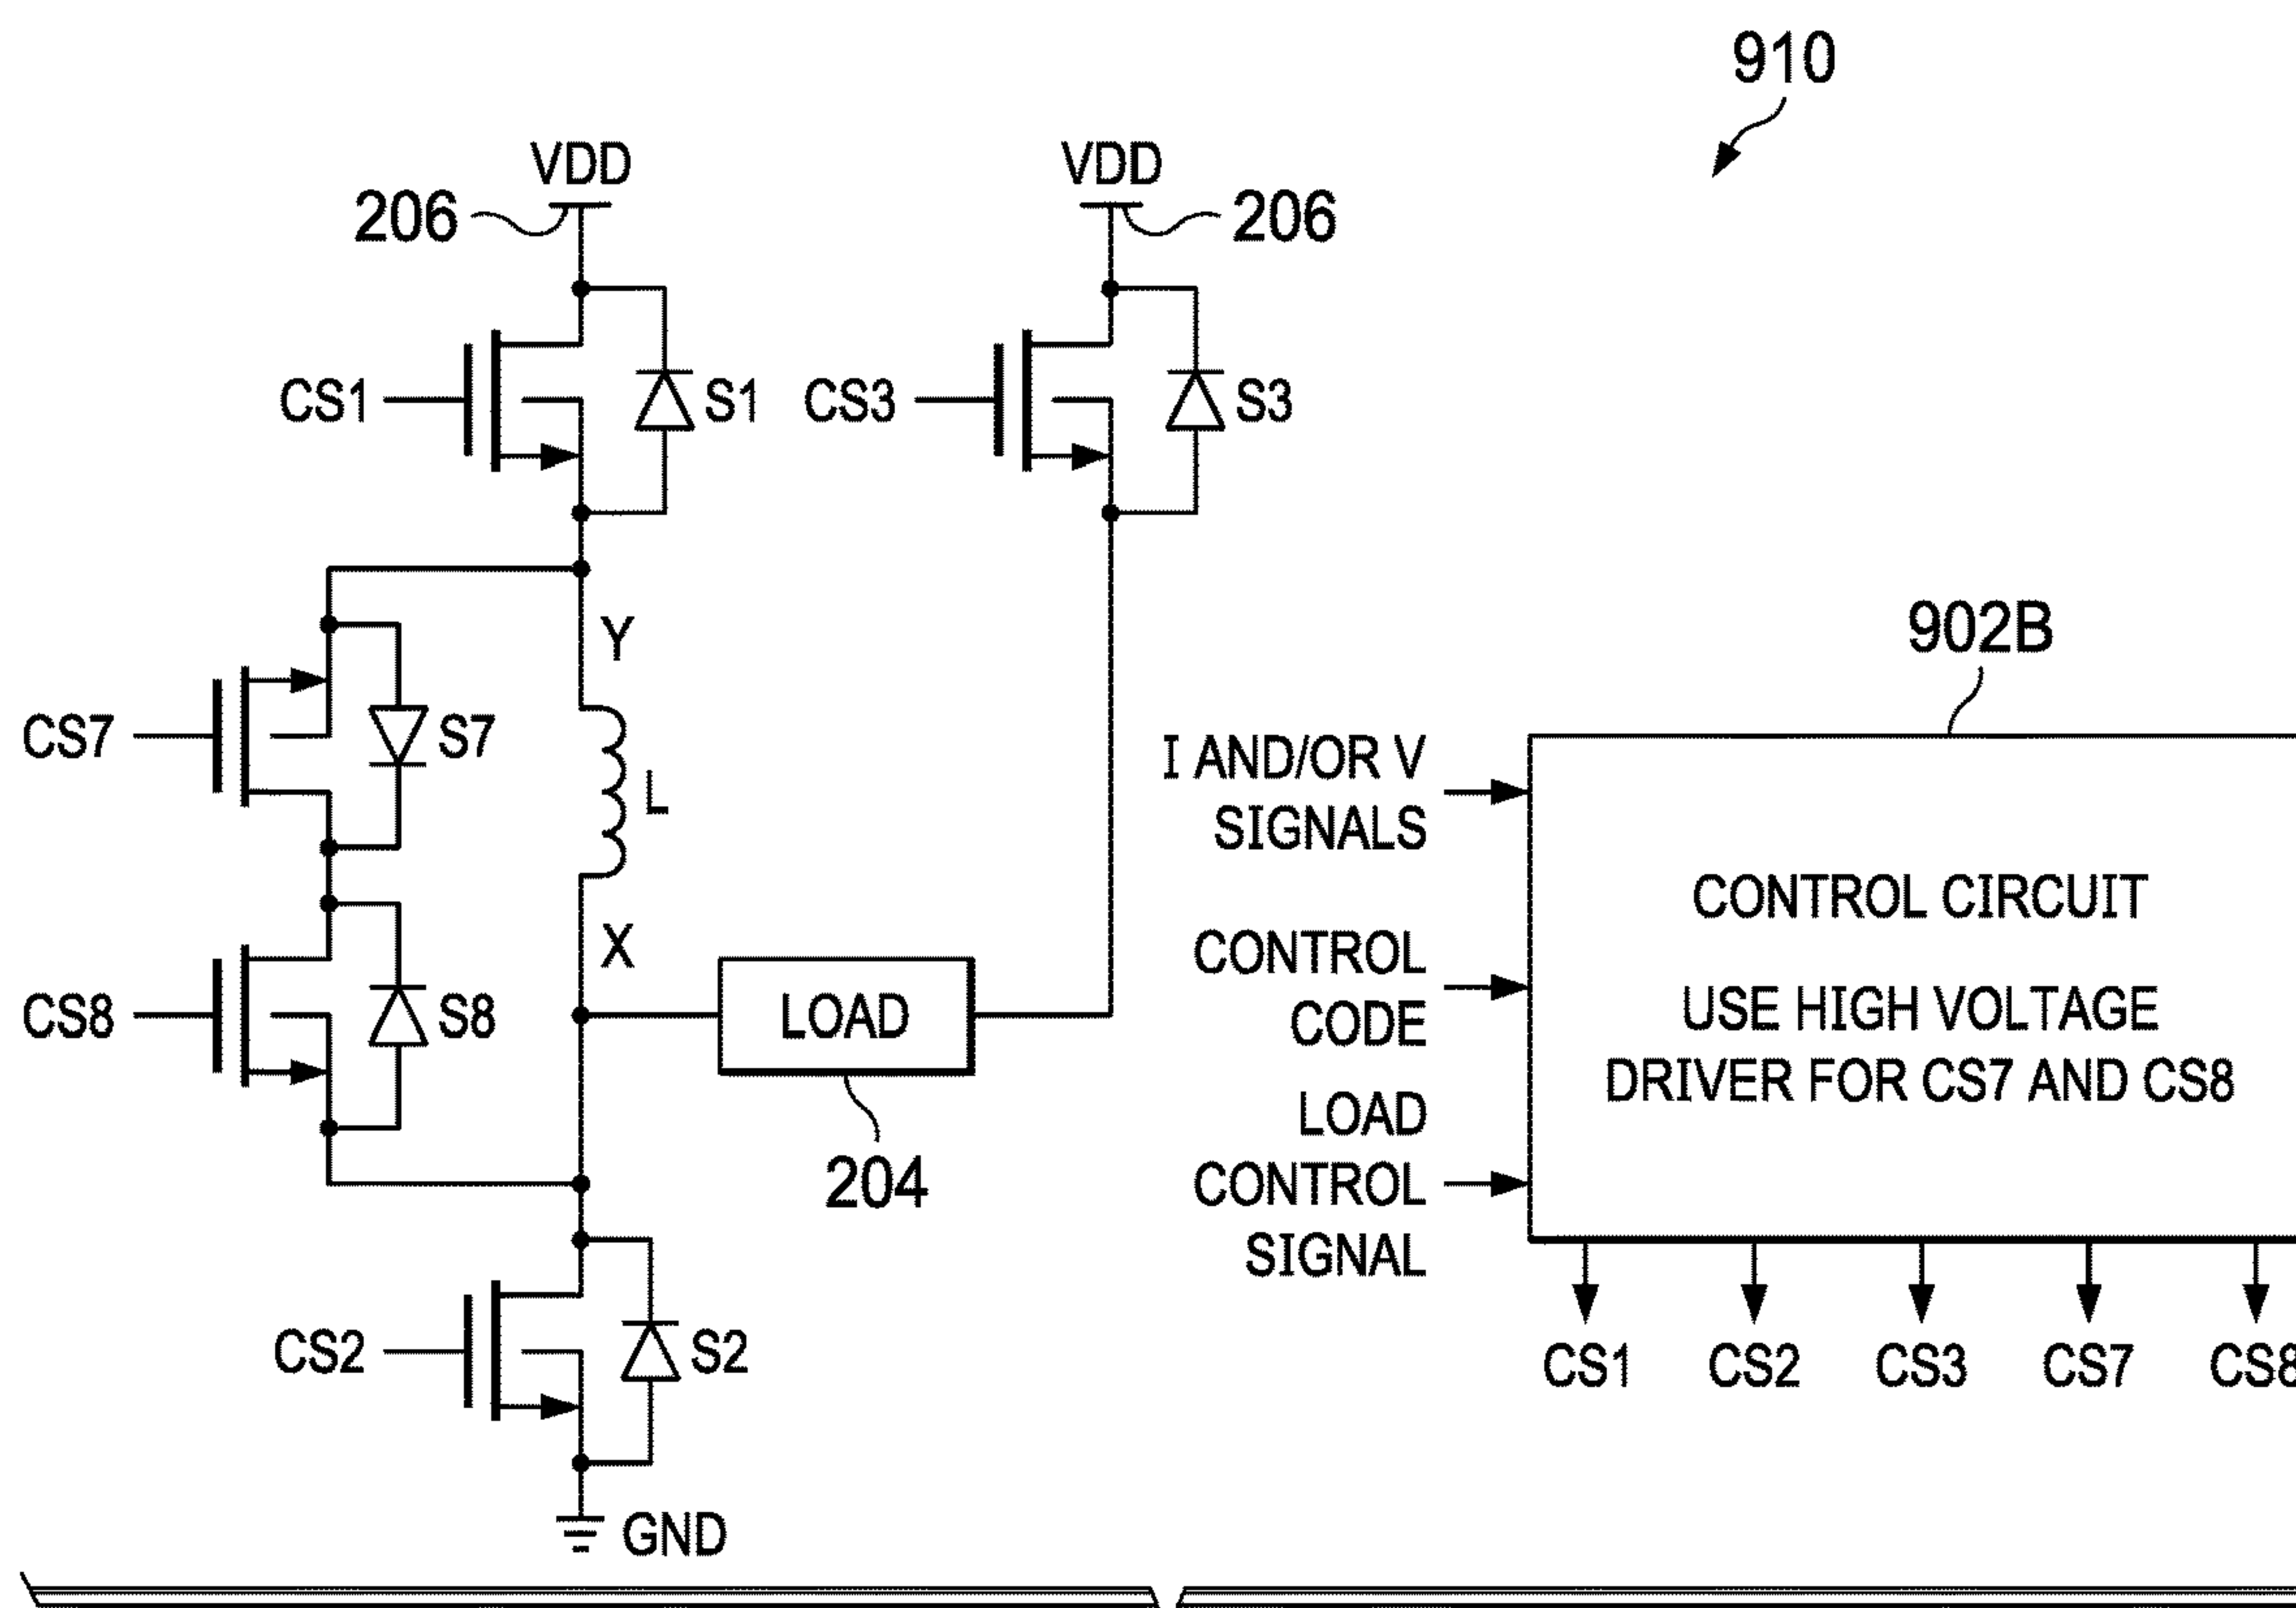 910
VDD
VDD
206
206
CS1
S1
CS3
S3
Y
CS7
S7
L
902B
I AND/OR V
SIGNALS
CONTROL CIRCUIT
X
CONTROL
CODE
USE HIGH VOLTAGE
DRIVER FOR CS7 AND CS8
CS8
S8
LOAD
LOAD
CONTROL
SIGNAL
204
CS2
S2
CS1
CS2
CS3
CS7
CS8
GND